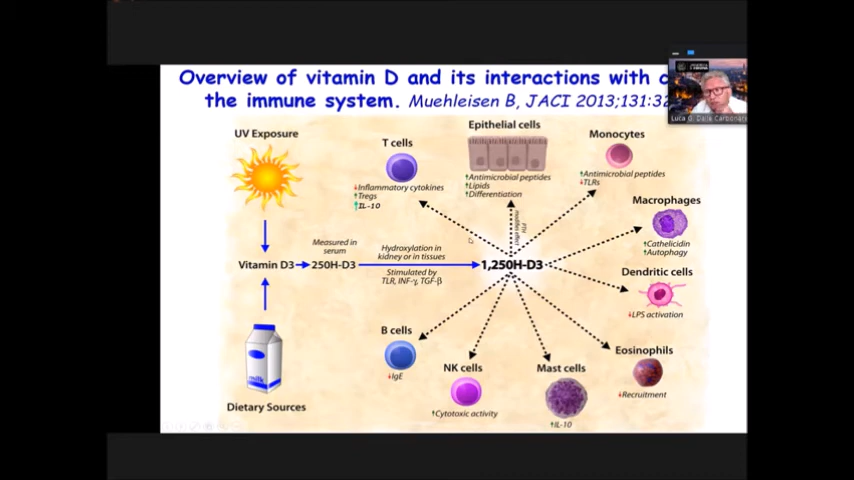 Overview of vitamin D and its interactions with c
the immune system. Muehleisen B, JACI 2013;131:32
Luca D. Dalle Carbonare
UV Exposure
T cells
↓Inflammatory cytokines
↑Tregs
↑IL-10
Epithelial cells
↑Antimicrobial peptides
↑Lipids
↑Differentiation
Monocytes
↑Antimicrobial peptides
↓TLRs
Macrophages
↑Cathelicidin
↑Autophagy
PTH
Vitamin D3
Measured in
serum
25OH-D3
Hydroxylation in
kidney or in tissues
Stimulated by
TLR, INF-γ, TGF-β
1,25OH-D3
Dendritic cells
↓LPS activation
B cells
↓IgE
NK cells
↑Cytotoxic activity
Mast cells
↑IL-10
Eosinophils
↓Recruitment
milk
Dietary Sources